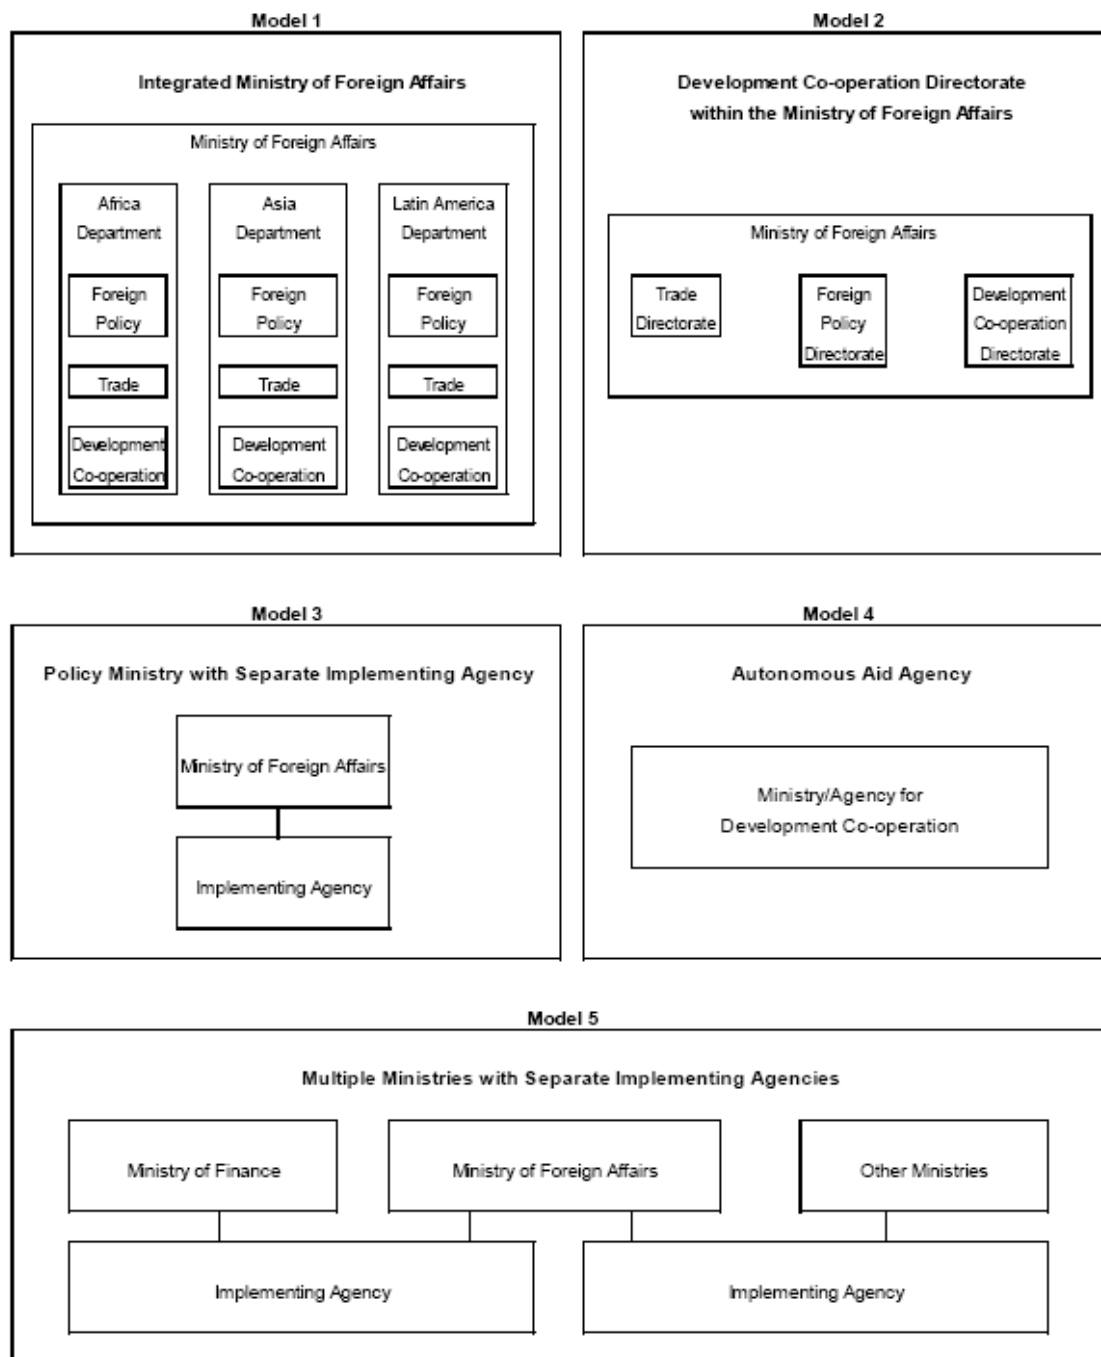 Model 1
Integrated Ministry of Foreign Affairs
Ministry of Foreign Affairs
Africa
Department
Foreign
Policy
Trade
Development
Co-operation
Asia
Department
Foreign
Policy
Trade
Development
Co-operation
Latin America
Department
Foreign
Policy
Trade
Development
Co-operation
Model 2
Development Co-operation Directorate
within the Ministry of Foreign Affairs
Ministry of Foreign Affairs
Trade
Directorate
Foreign
Policy
Directorate
Development
Co-operation
Directorate
Model 3
Policy Ministry with Separate Implementing Agency
Ministry of Foreign Affairs
Implementing Agency
Model 4
Autonomous Aid Agency
Ministry/Agency for
Development Co-operation
Model 5
Multiple Ministries with Separate Implementing Agencies
Ministry of Finance
Ministry of Foreign Affairs
Other Ministries
Implementing Agency
Implementing Agency